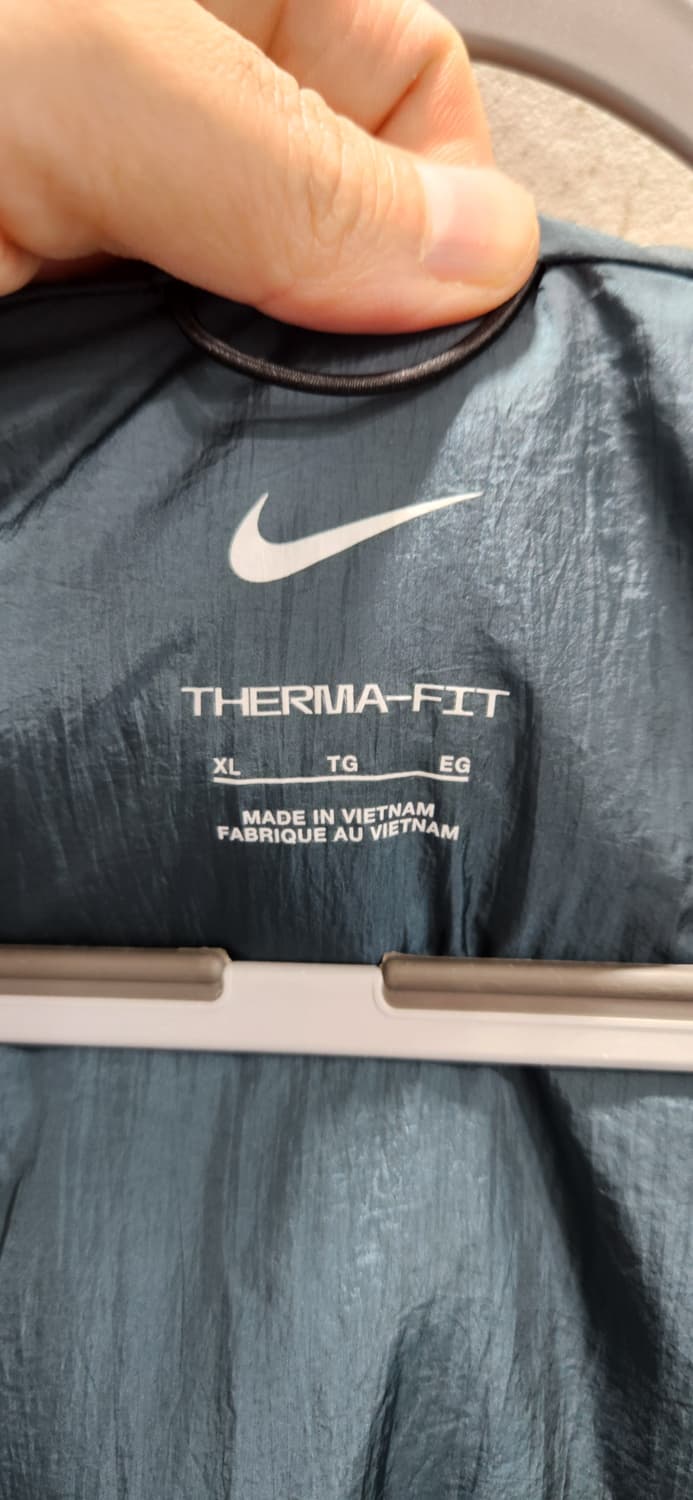 THERMA-FIT
XL TG EG
MADE IN VIETNAM
FABRIQUE AU VIETNAM